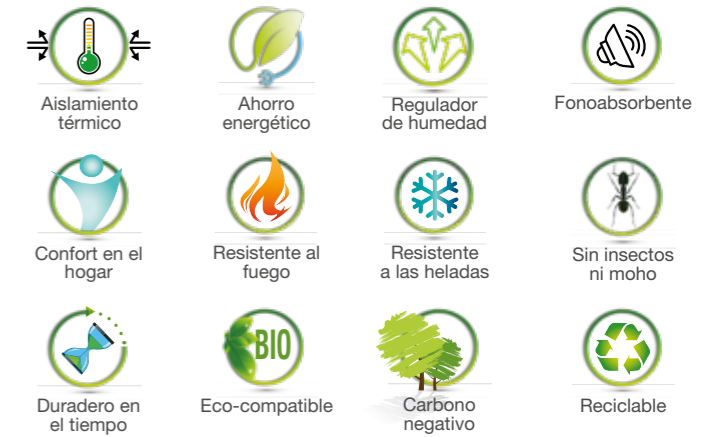 Aislamiento
térmico
Ahorro
energético
Regulador
de humedad
Fonoabsorbente
Confort en el
hogar
Resistente al
fuego
Resistente
a las heladas
Sin insectos
ni moho
BIO
Duradero en
el tiempo
Eco-compatible
Carbono
negativo
Reciclable